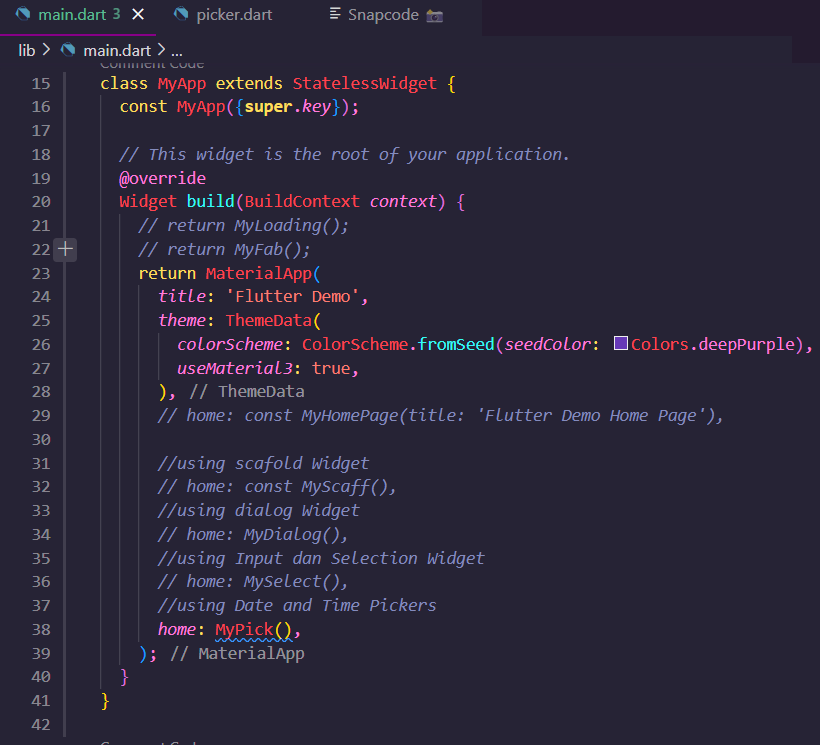 main.dart 3 × picker.dart Snapcode 📷
lib > main.dart > ...
Comment Code
15 class MyApp extends StatelessWidget {
16 const MyApp({super.key});
17
18 // This widget is the root of your application.
19 @override
20 Widget build(BuildContext context) {
21 // return MyLoading();
22 // return MyFab();
23 return MaterialApp(
24 title: 'Flutter Demo',
25 theme: ThemeData(
26 colorScheme: ColorScheme.fromSeed(seedColor: Colors.deepPurple),
27 useMaterial3: true,
28 ), // ThemeData
29 // home: const MyHomePage(title: 'Flutter Demo Home Page'),
30
31 //using scafold Widget
32 // home: const MyScaff(),
33 //using dialog Widget
34 // home: MyDialog(),
35 //using Input dan Selection Widget
36 // home: MySelect(),
37 //using Date and Time Pickers
38 home: MyPick(),
39 ); // MaterialApp
40 }
41 }
42